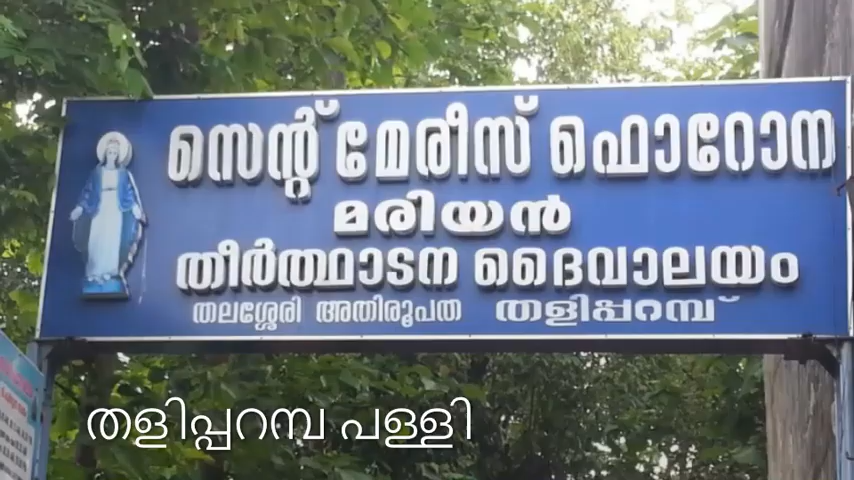 സെന്റ് മേരീസ് ഫൊറോന
മരിയൻ
തീർത്ഥാടന ദൈവാലയം
തലശ്ശേരി അതിരൂപത തളിപ്പറമ്പ്
തളിപ്പറമ്പ പള്ളി